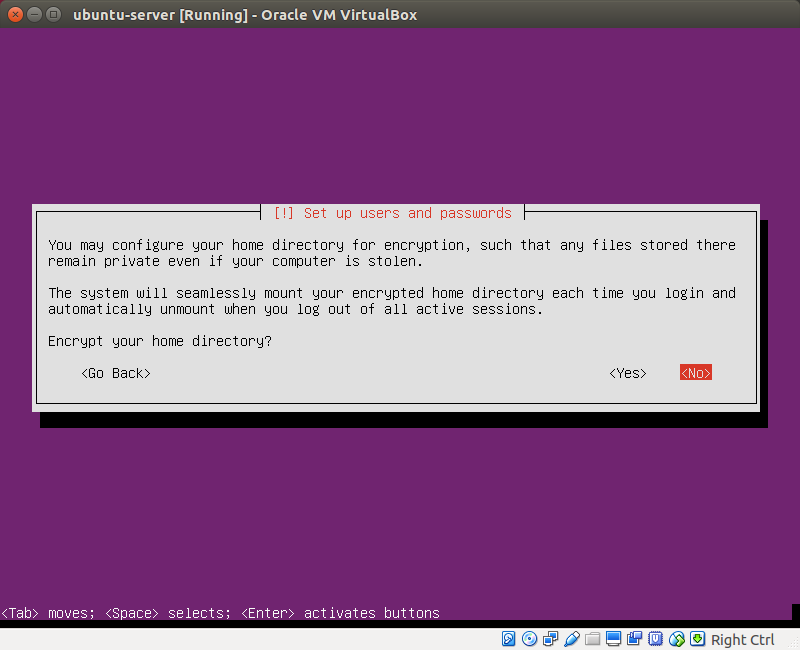 ubuntu-server [Running] - Oracle VM VirtualBox
[!] Set up users and passwords
You may configure your home directory for encryption, such that any files stored there
remain private even if your computer is stolen.
The system will seamlessly mount your encrypted home directory each time you login and
automatically unmount when you log out of all active sessions.
Encrypt your home directory?
<Go Back> <Yes> <No>
<Tab> moves; <Space> selects; <Enter> activates buttons
Right Ctrl